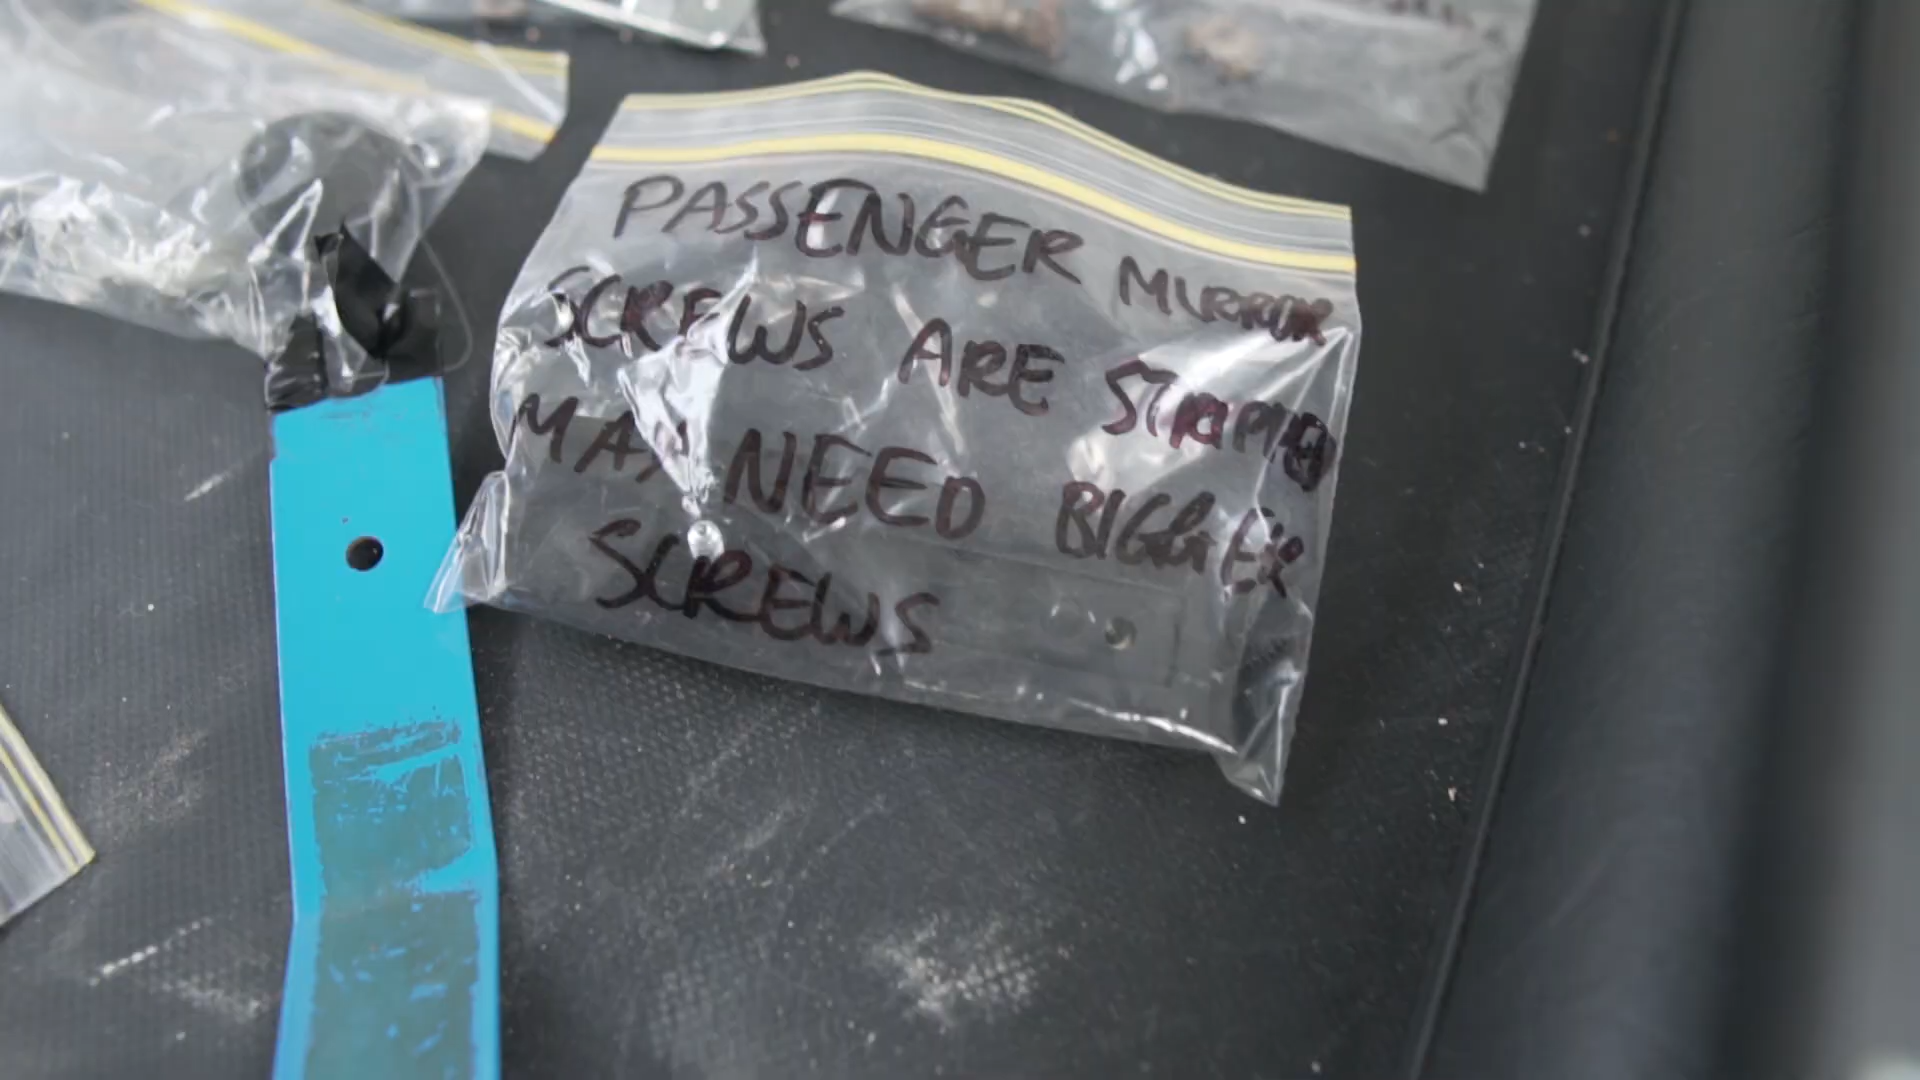 PASSENGER MIRROR
SCREWS ARE STRIPPED
MAY NEED BIGGER
SCREWS